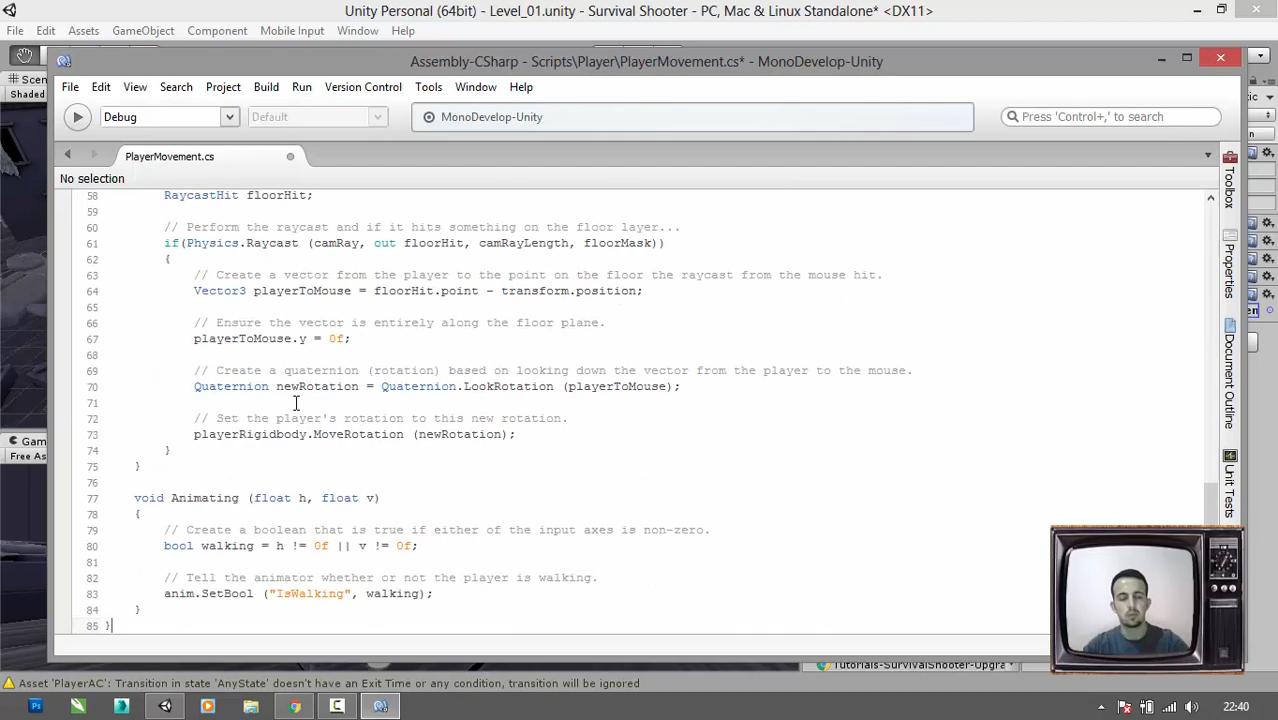 Unity Personal (64bit) - Level_01.unity - Survival Shooter - PC, Mac & Linux Standalone* <DX11>
File Edit Assets GameObject Component Mobile Input Window Help
Scen
Shaded
Assembly-CSharp - Scripts\Player\PlayerMovement.cs* - MonoDevelop-Unity
File Edit View Search Project Build Run Version Control Tools Window Help
Debug Default MonoDevelop-Unity Press 'Control+,' to search
PlayerMovement.cs
No selection
58 RaycastHit floorHit;
59
60 // Perform the raycast and if it hits something on the floor layer...
61 if(Physics.Raycast (camRay, out floorHit, camRayLength, floorMask))
62 {
63 // Create a vector from the player to the point on the floor the raycast from the mouse hit.
64 Vector3 playerToMouse = floorHit.point - transform.position;
65
66 // Ensure the vector is entirely along the floor plane.
67 playerToMouse.y = 0f;
68
69 // Create a quaternion (rotation) based on looking down the vector from the player to the mouse.
70 Quaternion newRotation = Quaternion.LookRotation (playerToMouse);
71
72 // Set the player's rotation to this new rotation.
73 playerRigidbody.MoveRotation (newRotation);
74 }
75 }
76
77 void Animating (float h, float v)
78 {
79 // Create a boolean that is true if either of the input axes is non-zero.
80 bool walking = h != 0f || v != 0f;
81
82 // Tell the animator whether or not the player is walking.
83 anim.SetBool ("IsWalking", walking);
84 }
85 }
Toolbox
Properties
Document Outline
Unit Tests
Gam
Free As
Tutorials-SurvivalShooter-Upgra
Asset 'PlayerAC': Transition in state 'AnyState' doesn't have an Exit Time or any condition, transition will be ignored
22:40